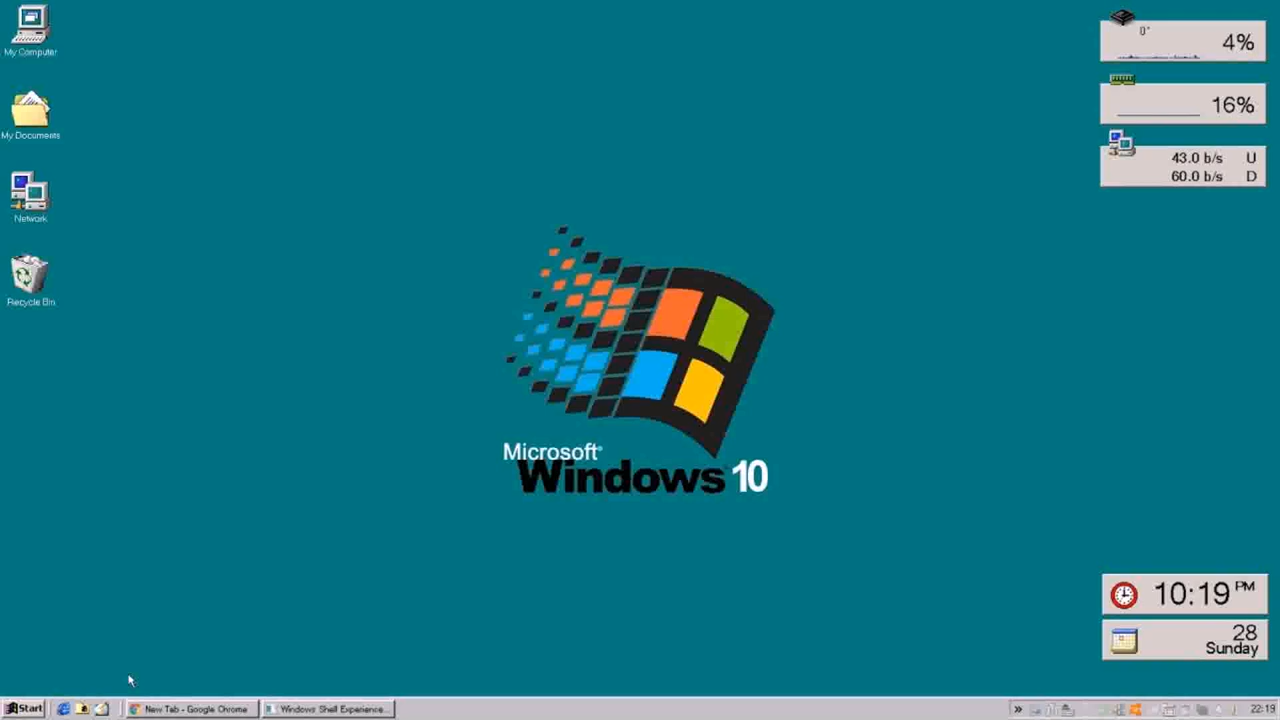 My Computer
My Documents
Network
Recycle Bin
0°
4%
16%
43.0 b/s U
60.0 b/s D
Microsoft®
Windows 10
10:19 PM
28
Sunday
Start
New Tab - Google Chrome
Windows Shell Experience...
22:19